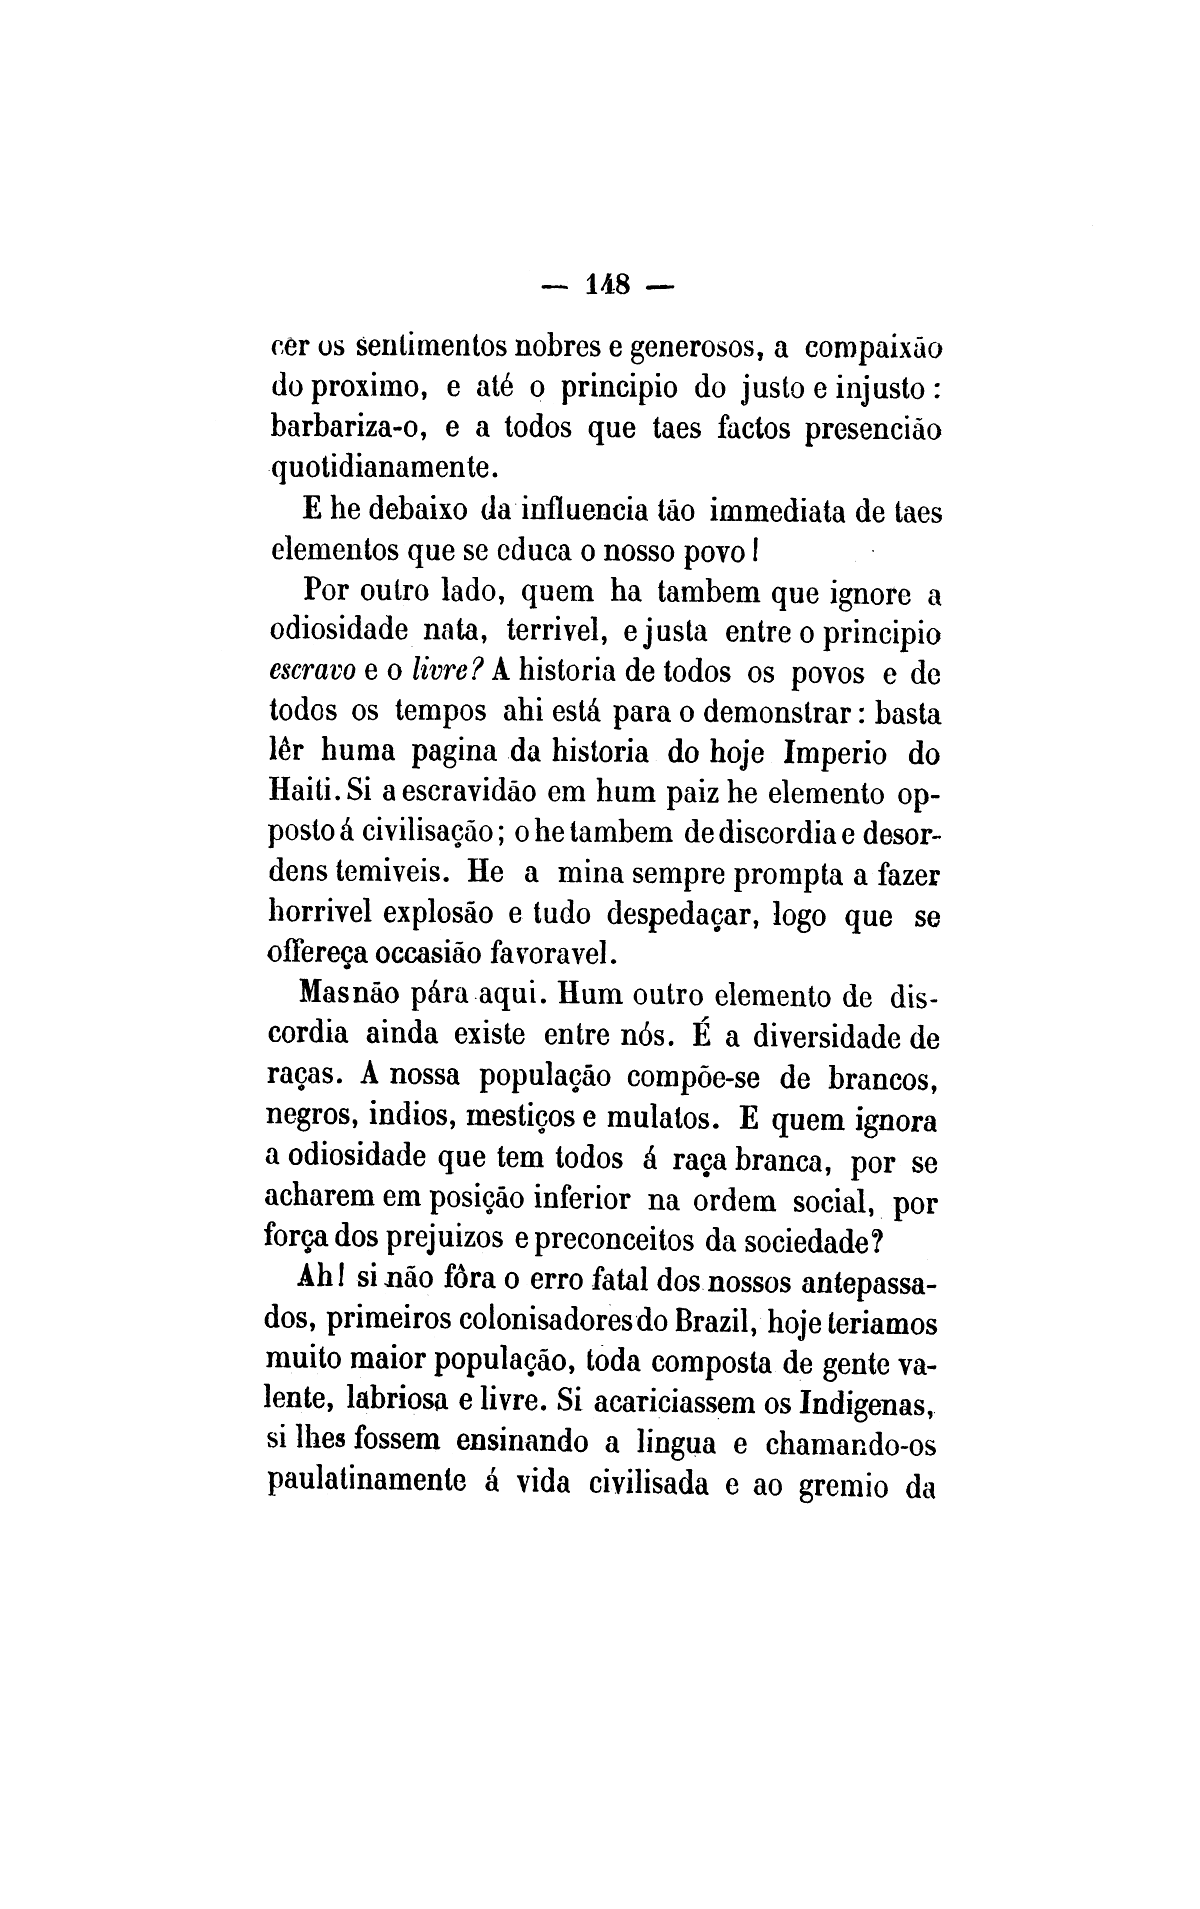 — 148 —
cer os sentimentos nobres e generosos, a compaixão
do proximo, e até o principio do justo e injusto :
barbariza-o, e a todos que taes factos presencião
quotidianamente.
E he debaixo da influencia tão immediata de taes
elementos que se educa o nosso povo !
Por outro lado, quem ha tambem que ignore a
odiosidade nata, terrivel, e justa entre o principio
escravo e o livre? A historia de todos os povos e de
todos os tempos ahi está para o demonstrar : basta
lêr huma pagina da historia do hoje Imperio do
Haiti. Si a escravidão em hum paiz he elemento op-
posto á civilisação ; o he tambem de discordia e desor-
dens temiveis. He a mina sempre prompta a fazer
horrivel explosão e tudo despedaçar, logo que se
offereça occasião favoravel.
Mas não pára aqui. Hum outro elemento de dis-
cordia ainda existe entre nós. É a diversidade de
raças. A nossa população compõe-se de brancos,
negros, indios, mestiços e mulatos. E quem ignora
a odiosidade que tem todos á raça branca, por se
acharem em posição inferior na ordem social, por
força dos prejuizos e preconceitos da sociedade?
Ah! si não fôra o erro fatal dos nossos antepassa-
dos, primeiros colonisadores do Brazil, hoje teriamos
muito maior população, toda composta de gente va-
lente, labriosa e livre. Si acariciassem os Indigenas,
si lhes fossem ensinando a lingua e chamando-os
paulatinamente á vida civilisada e ao gremio da